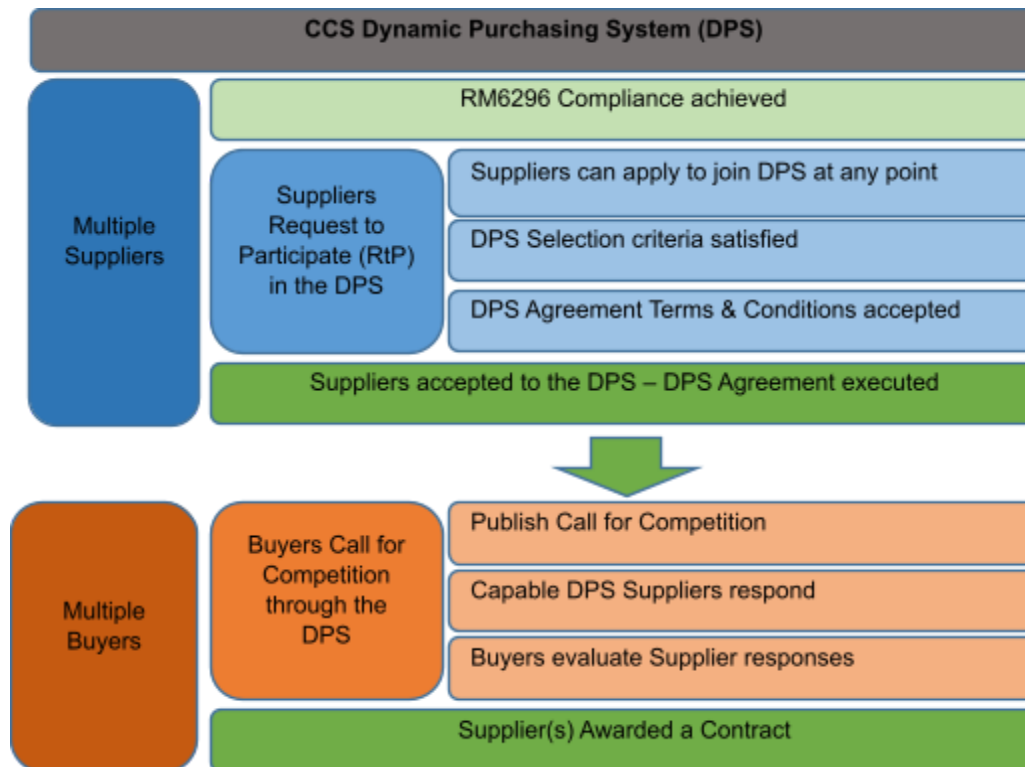 CCS Dynamic Purchasing System (DPS)
RM6296 Compliance achieved
Multiple
Suppliers
Suppliers
Request to
Participate (RtP)
in the DPS
Suppliers can apply to join DPS at any point
DPS Selection criteria satisfied
DPS Agreement Terms & Conditions accepted
Suppliers accepted to the DPS – DPS Agreement executed
Multiple
Buyers
Buyers Call for
Competition
through the
DPS
Publish Call for Competition
Capable DPS Suppliers respond
Buyers evaluate Supplier responses
Supplier(s) Awarded a Contract